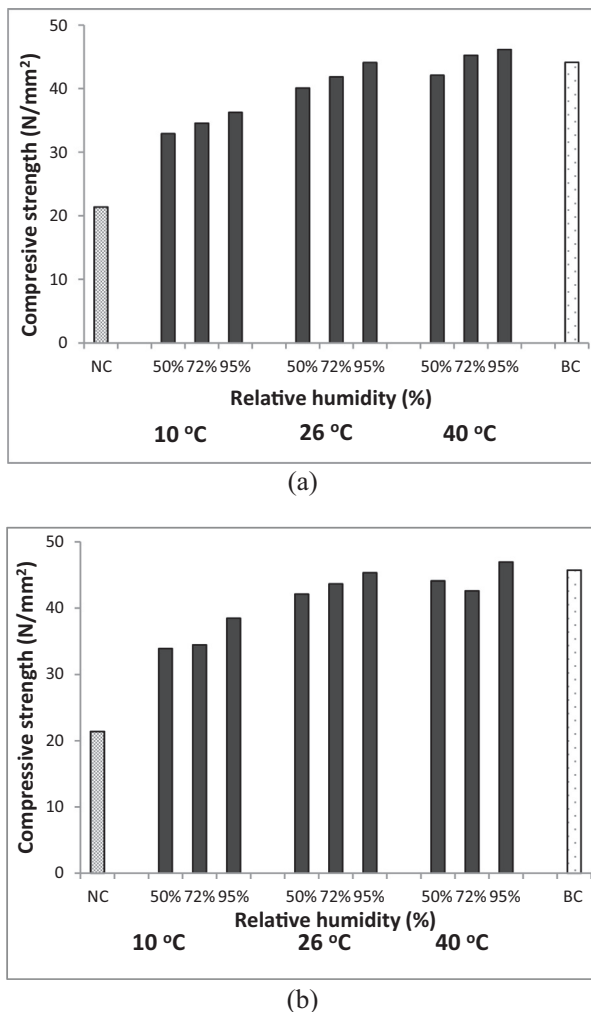 50
40
30
20
10
0
Compresive strength (N/mm²)
NC 50% 72% 95% 50% 72% 95% 50% 72% 95% BC
Relative humidity (%)
10 °C 26 °C 40 °C
(a)
50
40
30
20
10
0
Compressive strength (N/mm²)
NC 50% 72% 95% 50% 72% 95% 50% 72% 95% BC
Relative humidity (%)
10 °C 26 °C 40 °C
(b)